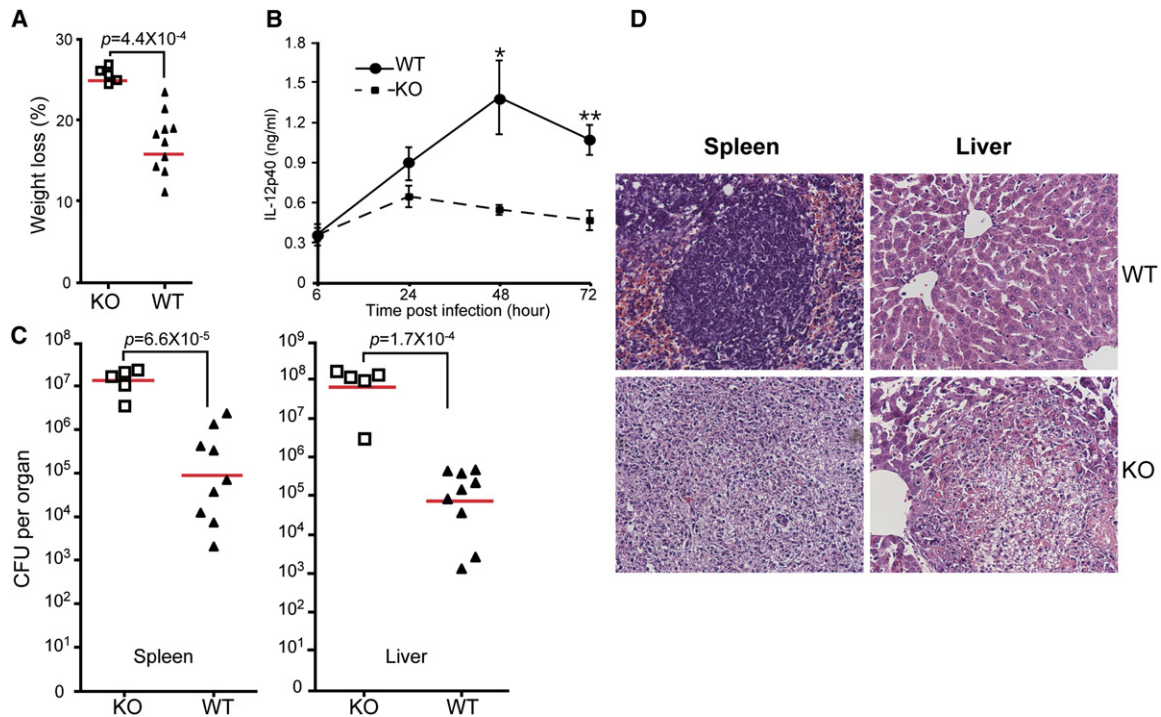 A
p=4.4X10-4
30
20
10
0
Weight loss (%)
KO WT
B
1.8
1.5
1.2
0.9
0.6
0.3
0
IL-12p40 (ng/ml)
WT
KO
*
**
6 24 48 72
Time post infection (hour)
C
p=6.6X10-5
10⁸
10⁷
10⁶
10⁵
10⁴
10³
10²
10¹
0
CFU per organ
Spleen
KO WT
p=1.7X10-4
10⁹
10⁸
10⁷
10⁶
10⁵
10⁴
10³
10²
10¹
0
Liver
KO WT
D
Spleen Liver
WT
KO